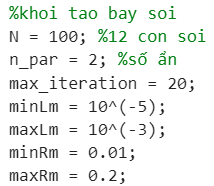 %khoi tao bay soi
N = 100; %12 con soi
n_par = 2; %số ẩn
max_iteration = 20;
minLm = 10^(-5);
maxLm = 10^(-3);
minRm = 0.01;
maxRm = 0.2;